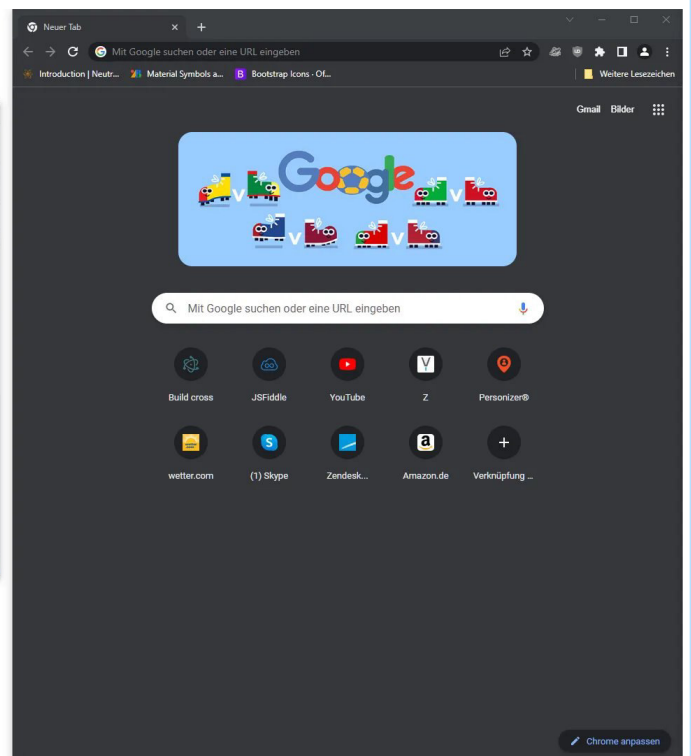 Neuer Tab
Mit Google suchen oder eine URL eingeben
Introduction | Neutr... Material Symbols a... B Bootstrap Icons · Of... Weitere Lesezeichen
Gmail Bilder
Google
v v
v v
Mit Google suchen oder eine URL eingeben
Build cross JSFiddle YouTube Z Personizer®
wetter.com (1) Skype Zendesk... Amazon.de Verknüpfung ...
Chrome anpassen